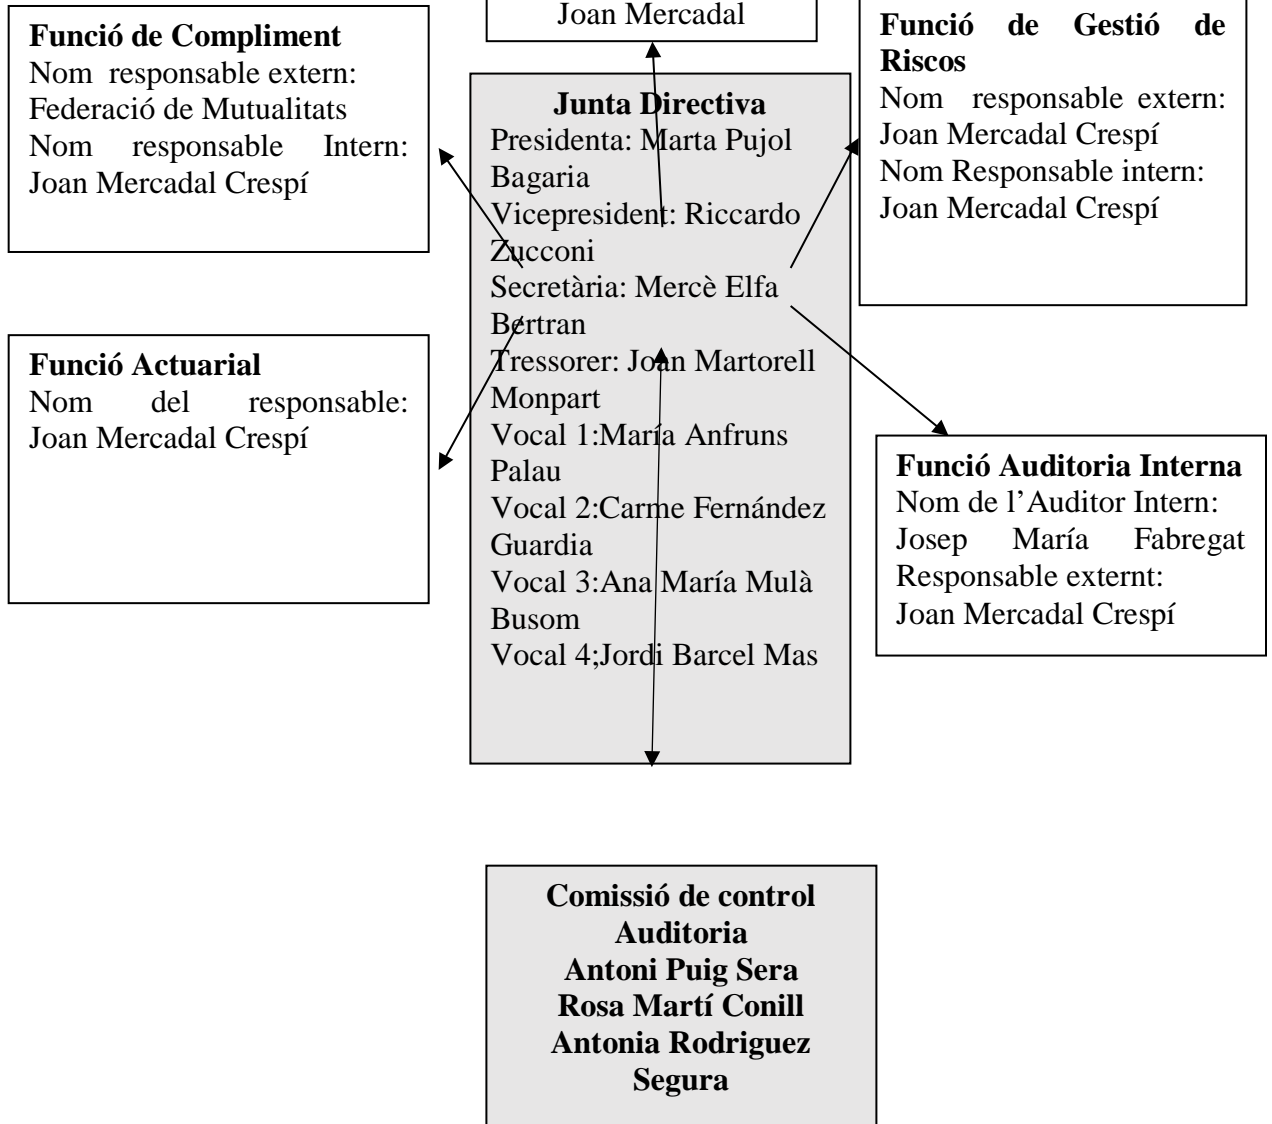 Joan Mercadal
Funció de Compliment
Nom responsable extern:
Federació de Mutualitats
Nom responsable Intern:
Joan Mercadal Crespí
Funció de Gestió de
Riscos
Nom responsable extern:
Joan Mercadal Crespí
Nom Responsable intern:
Joan Mercadal Crespí
Junta Directiva
Presidenta: Marta Pujol
Bagaria
Vicepresident: Riccardo
Zucconi
Secretària: Mercè Elfa
Bertran
Tressorer: Joan Martorell
Monpart
Vocal 1:María Anfruns
Palau
Vocal 2:Carme Fernández
Guardia
Vocal 3:Ana María Mulà
Busom
Vocal 4;Jordi Barcel Mas
Funció Actuarial
Nom del responsable:
Joan Mercadal Crespí
Funció Auditoria Interna
Nom de l’Auditor Intern:
Josep María Fabregat
Responsable externt:
Joan Mercadal Crespí
Comissió de control
Auditoria
Antoni Puig Sera
Rosa Martí Conill
Antonia Rodriguez
Segura